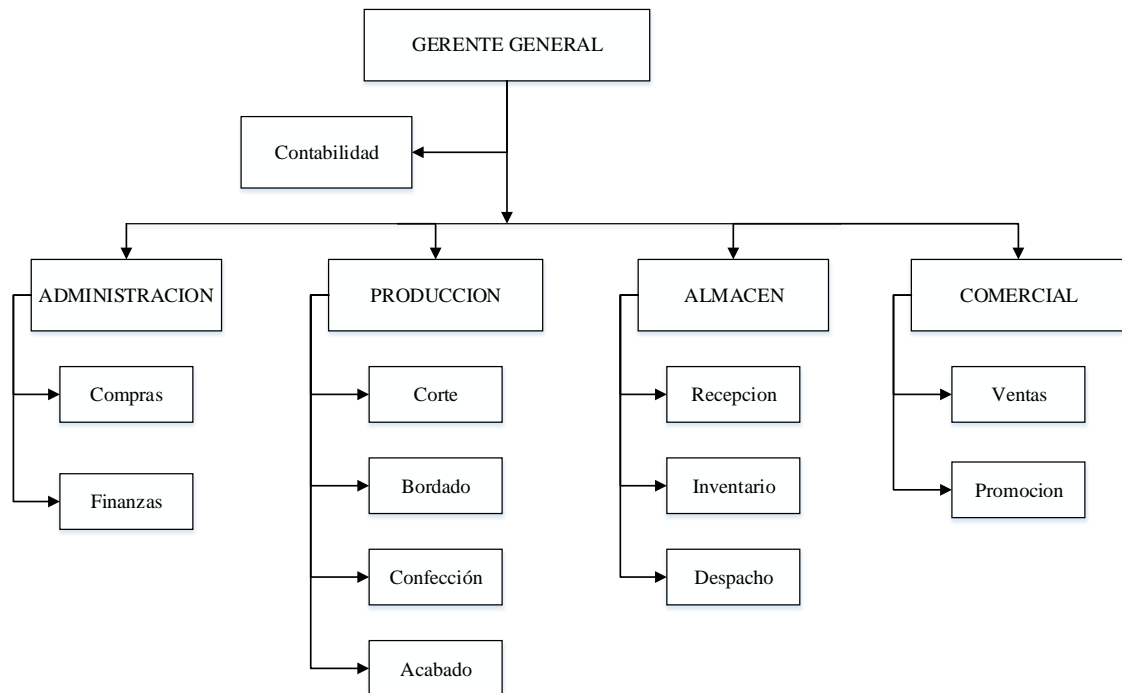 GERENTE GENERAL
Contabilidad
ADMINISTRACION
PRODUCCION
ALMACEN
COMERCIAL
Compras
Corte
Recepcion
Ventas
Finanzas
Bordado
Inventario
Promocion
Confección
Despacho
Acabado